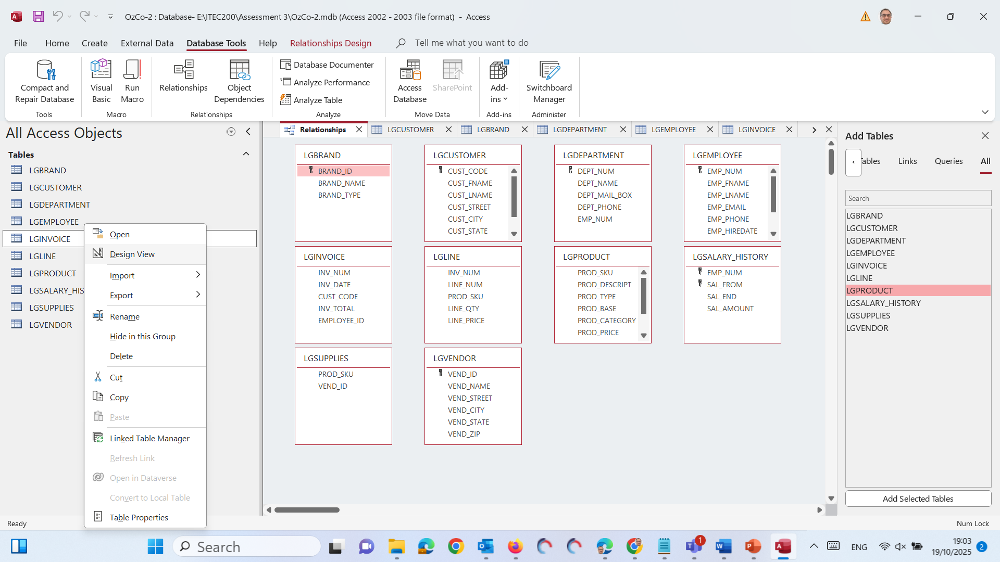 OzCo-2 : Database- E:\ITEC200\Assessment 3\OzCo-2.mdb (Access 2002 - 2003 file format)  -  Access
File
Home
Create
External Data
Database Tools
Help
Relationships Design
Tell me what you want to do
Compact and
Repair Database
Tools
Visual
Basic
Run
Macro
Macro
Relationships
Object
Dependencies
Relationships
Database Documenter
Analyze Performance
Analyze Table
Analyze
Access
Database
SharePoint
Move Data
Add-
ins
Add-ins
Switchboard
Manager
Administer
All Access Objects
Tables
LGBRAND
LGCUSTOMER
LGDEPARTMENT
LGEMPLOYEE
LGINVOICE
LGLINE
LGPRODUCT
LGSALARY_HIS
LGSUPPLIES
LGVENDOR
Open
Design View
Import
Export
Rename
Hide in this Group
Delete
Cut
Copy
Paste
Linked Table Manager
Refresh Link
Open in Dataverse
Convert to Local Table
Table Properties
Relationships
LGCUSTOMER
LGBRAND
LGDEPARTMENT
LGEMPLOYEE
LGINVOICE
LGBRAND
BRAND_ID
BRAND_NAME
BRAND_TYPE
LGCUSTOMER
CUST_CODE
CUST_FNAME
CUST_LNAME
CUST_STREET
CUST_CITY
CUST_STATE
LGDEPARTMENT
DEPT_NUM
DEPT_NAME
DEPT_MAIL_BOX
DEPT_PHONE
EMP_NUM
LGEMPLOYEE
EMP_NUM
EMP_FNAME
EMP_LNAME
EMP_EMAIL
EMP_PHONE
EMP_HIREDATE
LGINVOICE
INV_NUM
INV_DATE
CUST_CODE
INV_TOTAL
EMPLOYEE_ID
LGLINE
INV_NUM
LINE_NUM
PROD_SKU
LINE_QTY
LINE_PRICE
LGPRODUCT
PROD_SKU
PROD_DESCRIPT
PROD_TYPE
PROD_BASE
PROD_CATEGORY
PROD_PRICE
LGSALARY_HISTORY
EMP_NUM
SAL_FROM
SAL_END
SAL_AMOUNT
LGSUPPLIES
PROD_SKU
VEND_ID
LGVENDOR
VEND_ID
VEND_NAME
VEND_STREET
VEND_CITY
VEND_STATE
VEND_ZIP
Add Tables
ables
Links
Queries
All
Search
LGBRAND
LGCUSTOMER
LGDEPARTMENT
LGEMPLOYEE
LGINVOICE
LGLINE
LGPRODUCT
LGSALARY_HISTORY
LGSUPPLIES
LGVENDOR
Add Selected Tables
Ready
Num Lock
Search
1
ENG
19:03
19/10/2025
2